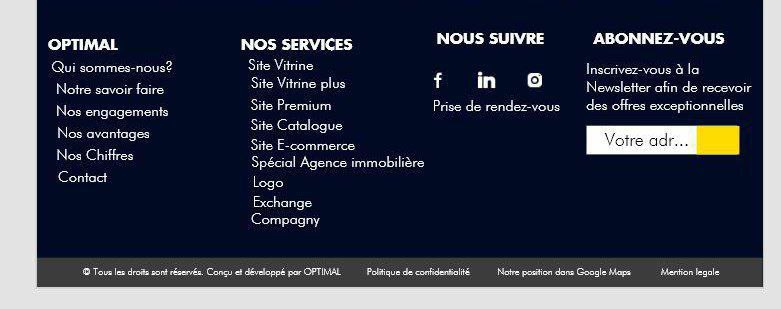 OPTIMAL
Qui sommes-nous?
Notre savoir faire
Nos engagements
Nos avantages
Nos Chiffres
Contact
NOS SERVICES
Site Vitrine
Site Vitrine plus
Site Premium
Site Catalogue
Site E-commerce
Spécial Agence immobilière
Logo
Exchange
Compagny
NOUS SUIVRE
f in
Prise de rendez-vous
ABONNEZ-VOUS
Inscrivez-vous à la
Newsletter afin de recevoir
des offres exceptionnelles
Votre adr...
© Tous les droits sont réservés. Conçu et développé par OPTIMAL Politique de confidentialité Notre position dans Google Maps Mention legale